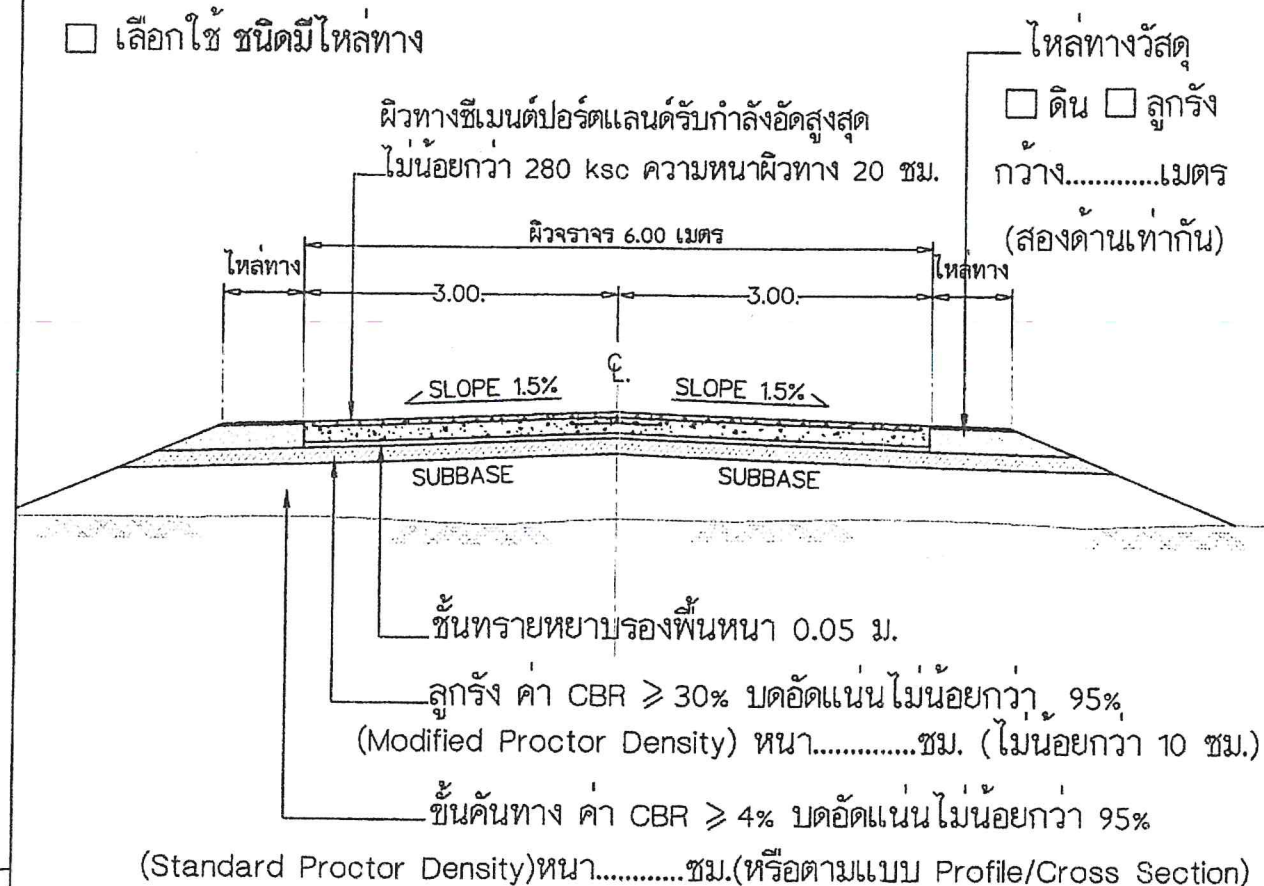 ☐ เลือกใช้ ชนิดมีไหล่ทาง
ไหล่ทางวัสดุ
☐ ดิน ☐ ลูกรัง
กว้าง.............เมตร
(สองด้านเท่ากัน)
ผิวทางซีเมนต์ปอร์ตแลนด์รับกำลังอัดสูงสุด
ไม่น้อยกว่า 280 ksc ความหนาผิวทาง 20 ซม.
ผิวจราจร 6.00 เมตร
ไหล่ทาง
ไหล่ทาง
3.00.
3.00.
℄.
SLOPE 1.5%
SLOPE 1.5%
SUBBASE
SUBBASE
ชั้นทรายหยาบรองพื้นหนา 0.05 ม.
ลูกรัง ค่า CBR ⩾ 30% บดอัดแน่นไม่น้อยกว่า 95%
(Modified Proctor Density) หนา..............ซม. (ไม่น้อยกว่า 10 ซม.)
ชั้นคันทาง ค่า CBR ⩾ 4% บดอัดแน่นไม่น้อยกว่า 95%
(Standard Proctor Density)หนา............ซม.(หรือตามแบบ Profile/Cross Section)